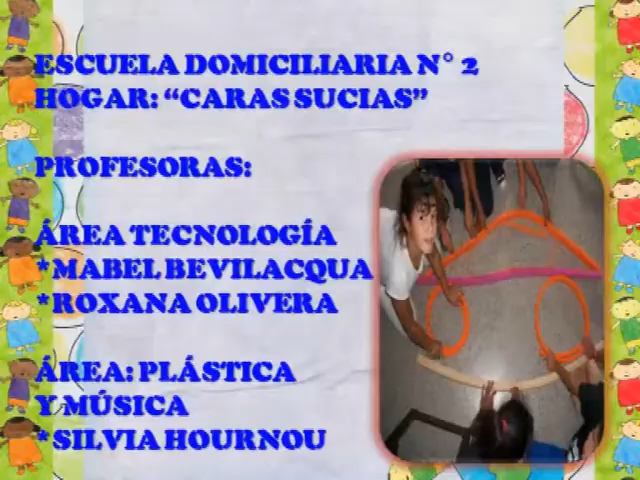 ESCUELA DOMICILIARIA N° 2
HOGAR: “CARAS SUCIAS”
PROFESORAS:
ÁREA TECNOLOGÍA
*MABEL BEVILACQUA
*ROXANA OLIVERA
ÁREA: PLÁSTICA
Y MÚSICA
*SILVIA HOURNOU